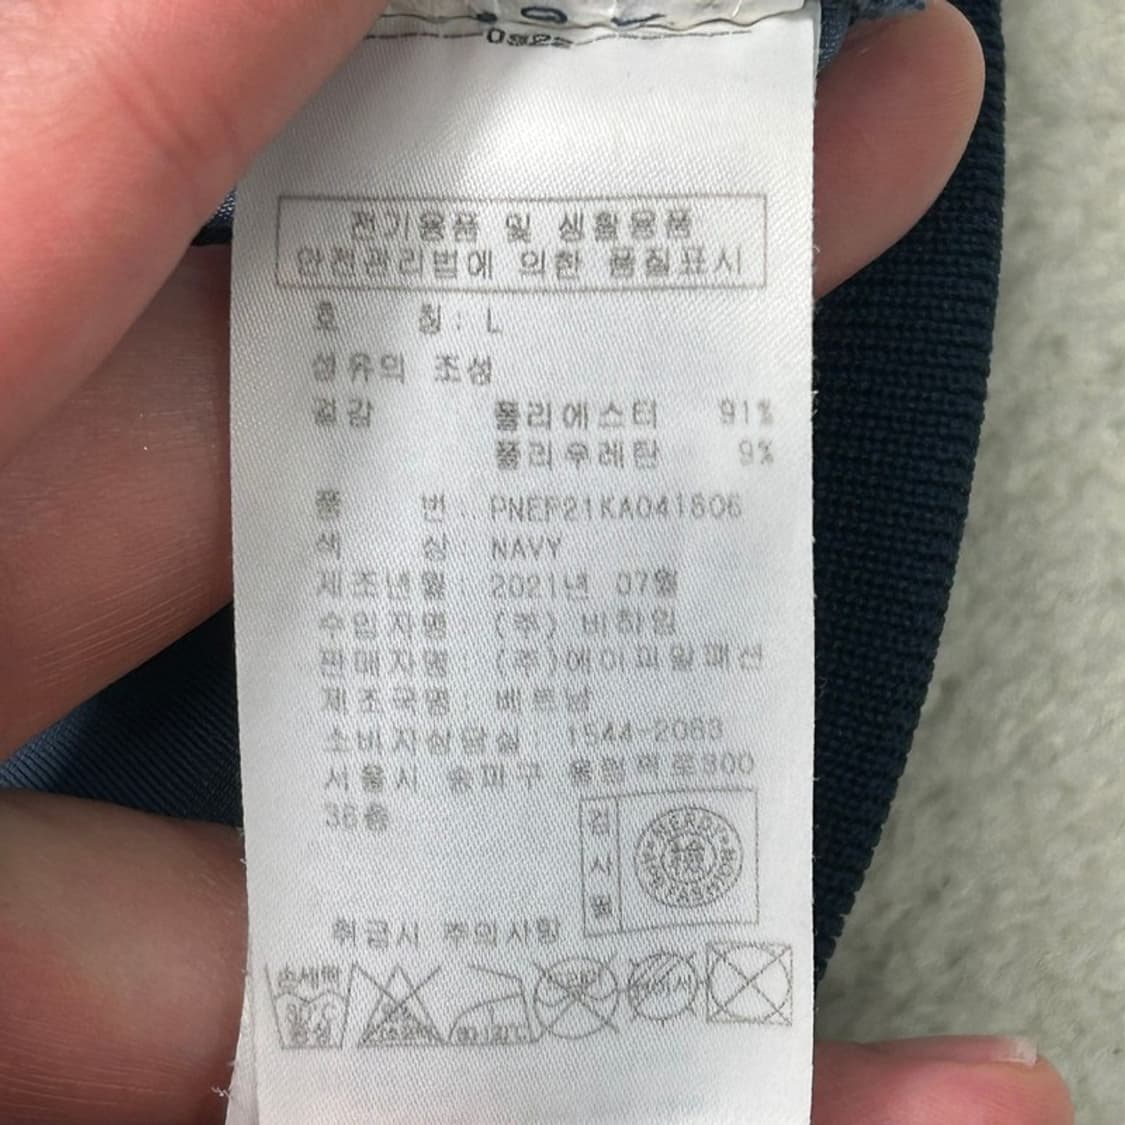 전기용품 및 생활용품
안전관리법에 의한 품질표시
호 칭: L
섬유의 조성
겉감 폴리에스터 91%
폴리우레탄 9%
품 번: PNEP21KA041606
색 상: NAVY
제조년월: 2021년 07월
수입자명: (주) 비하임
판매자명: (주)에이피알패션
제조국명: 베트남
소비자상담실: 1544-2063
서울시 송파구 올림픽로300
36층
검사필
취급시 주의사항
손세탁
30℃
중성